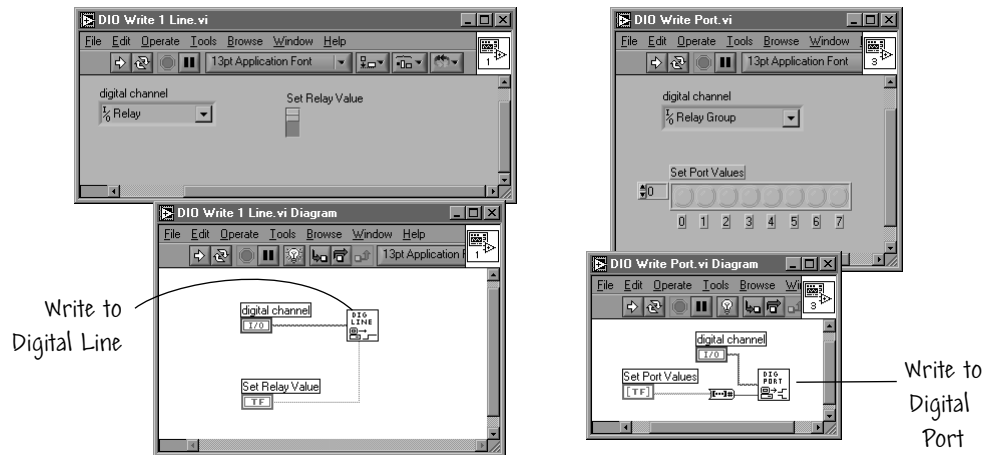 DIO Write 1 Line.vi
File Edit Operate Tools Browse Window Help
13pt Application Font
1
digital channel
I/O Relay
Set Relay Value
DIO Write 1 Line.vi Diagram
File Edit Operate Tools Browse Window Help
13pt Application F
1
digital channel
I/O
DIG
LINE
Set Relay Value
TF
Write to
Digital Line
DIO Write Port.vi
File Edit Operate Tools Browse Window
13pt Application Font
3
digital channel
I/O Relay Group
Set Port Values
0
0 1 2 3 4 5 6 7
DIO Write Port.vi Diagram
File Edit Operate Tools Browse Wi
3
digital channel
I/O
Set Port Values
[TF]
DIG
PORT
Write to
Digital
Port